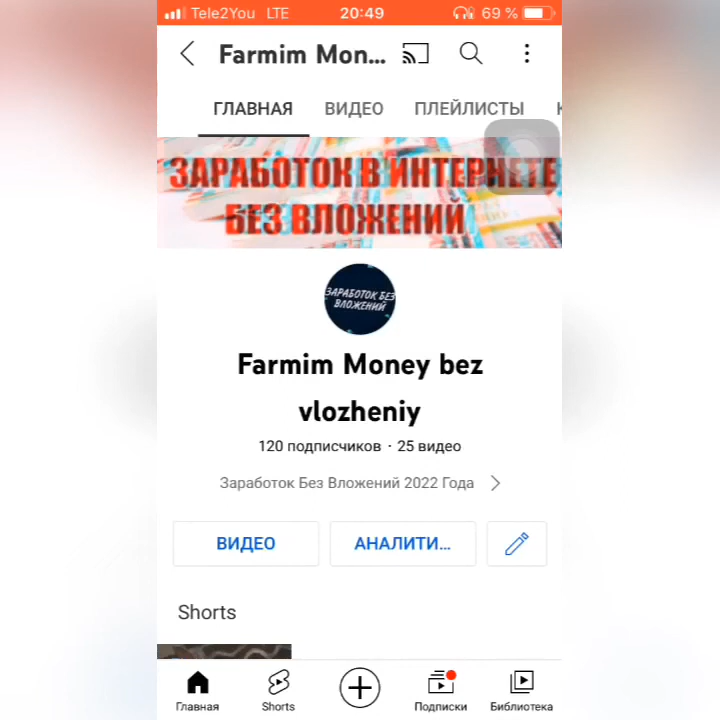 Tele2You LTE 20:49 69 %
Farmim Mon...
ГЛАВНАЯ ВИДЕО ПЛЕЙЛИСТЫ К
ЗАРАБОТОК В ИНТЕРНЕТЕ
БЕЗ ВЛОЖЕНИЙ
ЗАРАБОТОК БЕЗ
ВЛОЖЕНИЙ
Farmim Money bez
vlozheniy
120 подписчиков · 25 видео
Заработок Без Вложений 2022 Года
ВИДЕО АНАЛИТИ...
Shorts
Главная Shorts Подписки Библиотека